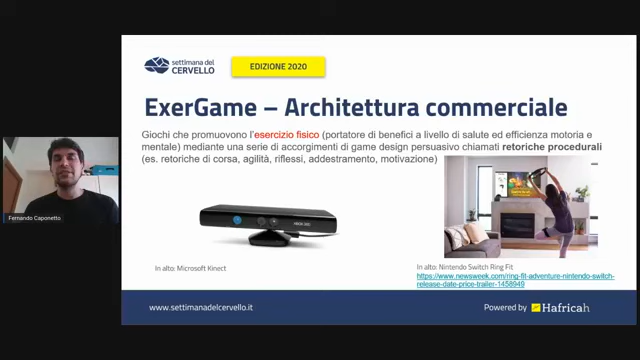 settimana del
CERVELLO
EDIZIONE 2020
ExerGame – Architettura commerciale
Giochi che promuovono l'esercizio fisico (portatore di benefici a livello di salute ed efficienza motoria e
mentale) mediante una serie di accorgimenti di game design persuasivo chiamati retoriche procedurali
(es. retoriche di corsa, agilità, riflessi, addestramento, motivazione)
Fernando Caponetto
XBOX 360
In alto: Microsoft Kinect
In alto: Nintendo Switch Ring Fit
https://www.newsweek.com/ring-fit-adventure-nintendo-switch-
release-date-price-trailer-1458949
www.settimanadelcervello.it
Powered by Hafricah